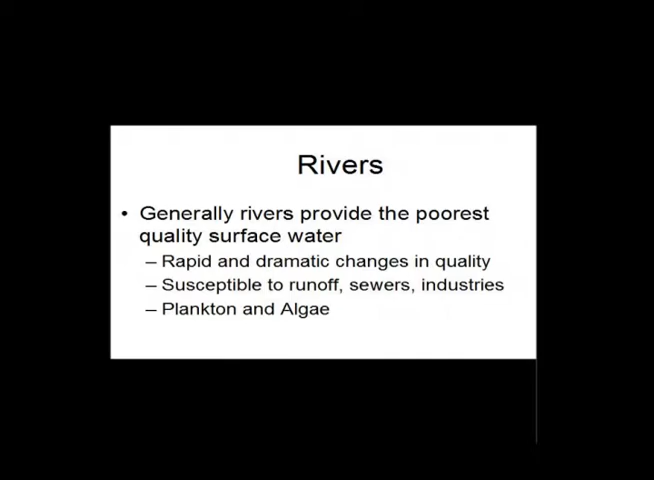 Rivers
• Generally rivers provide the poorest
quality surface water
– Rapid and dramatic changes in quality
– Susceptible to runoff, sewers, industries
– Plankton and Algae